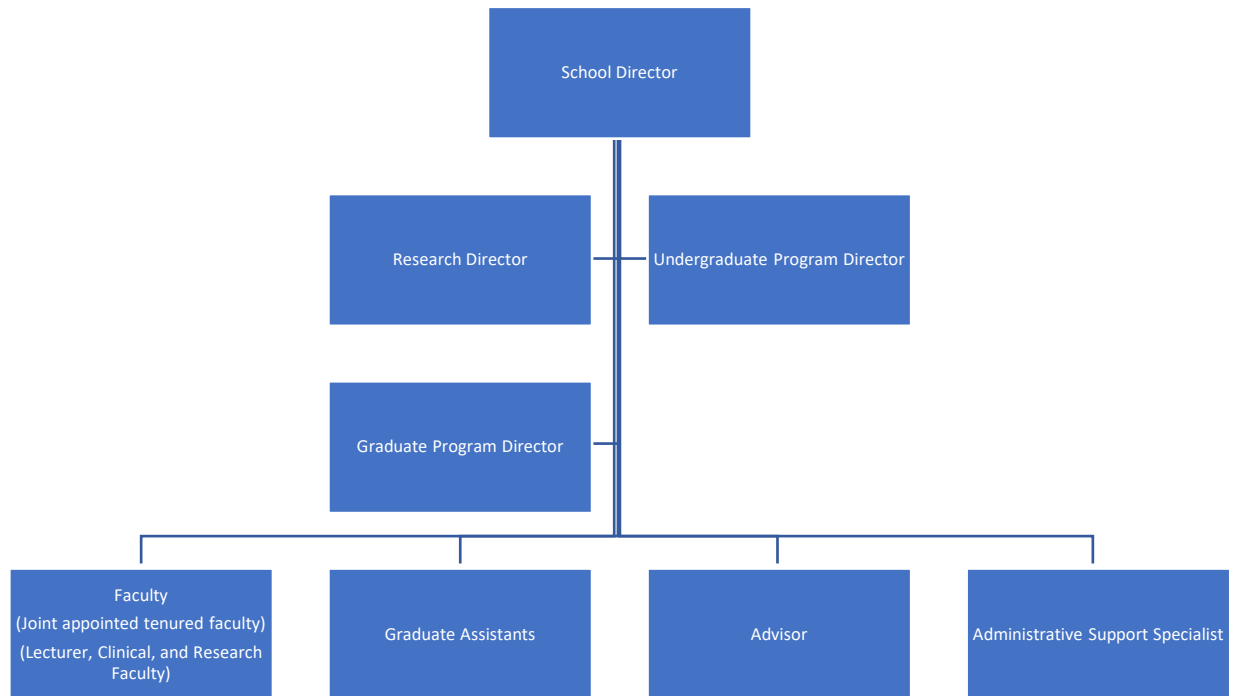 School Director
Research Director
Undergraduate Program Director
Graduate Program Director
Faculty
(Joint appointed tenured faculty)
(Lecturer, Clinical, and Research
Faculty)
Graduate Assistants
Advisor
Administrative Support Specialist